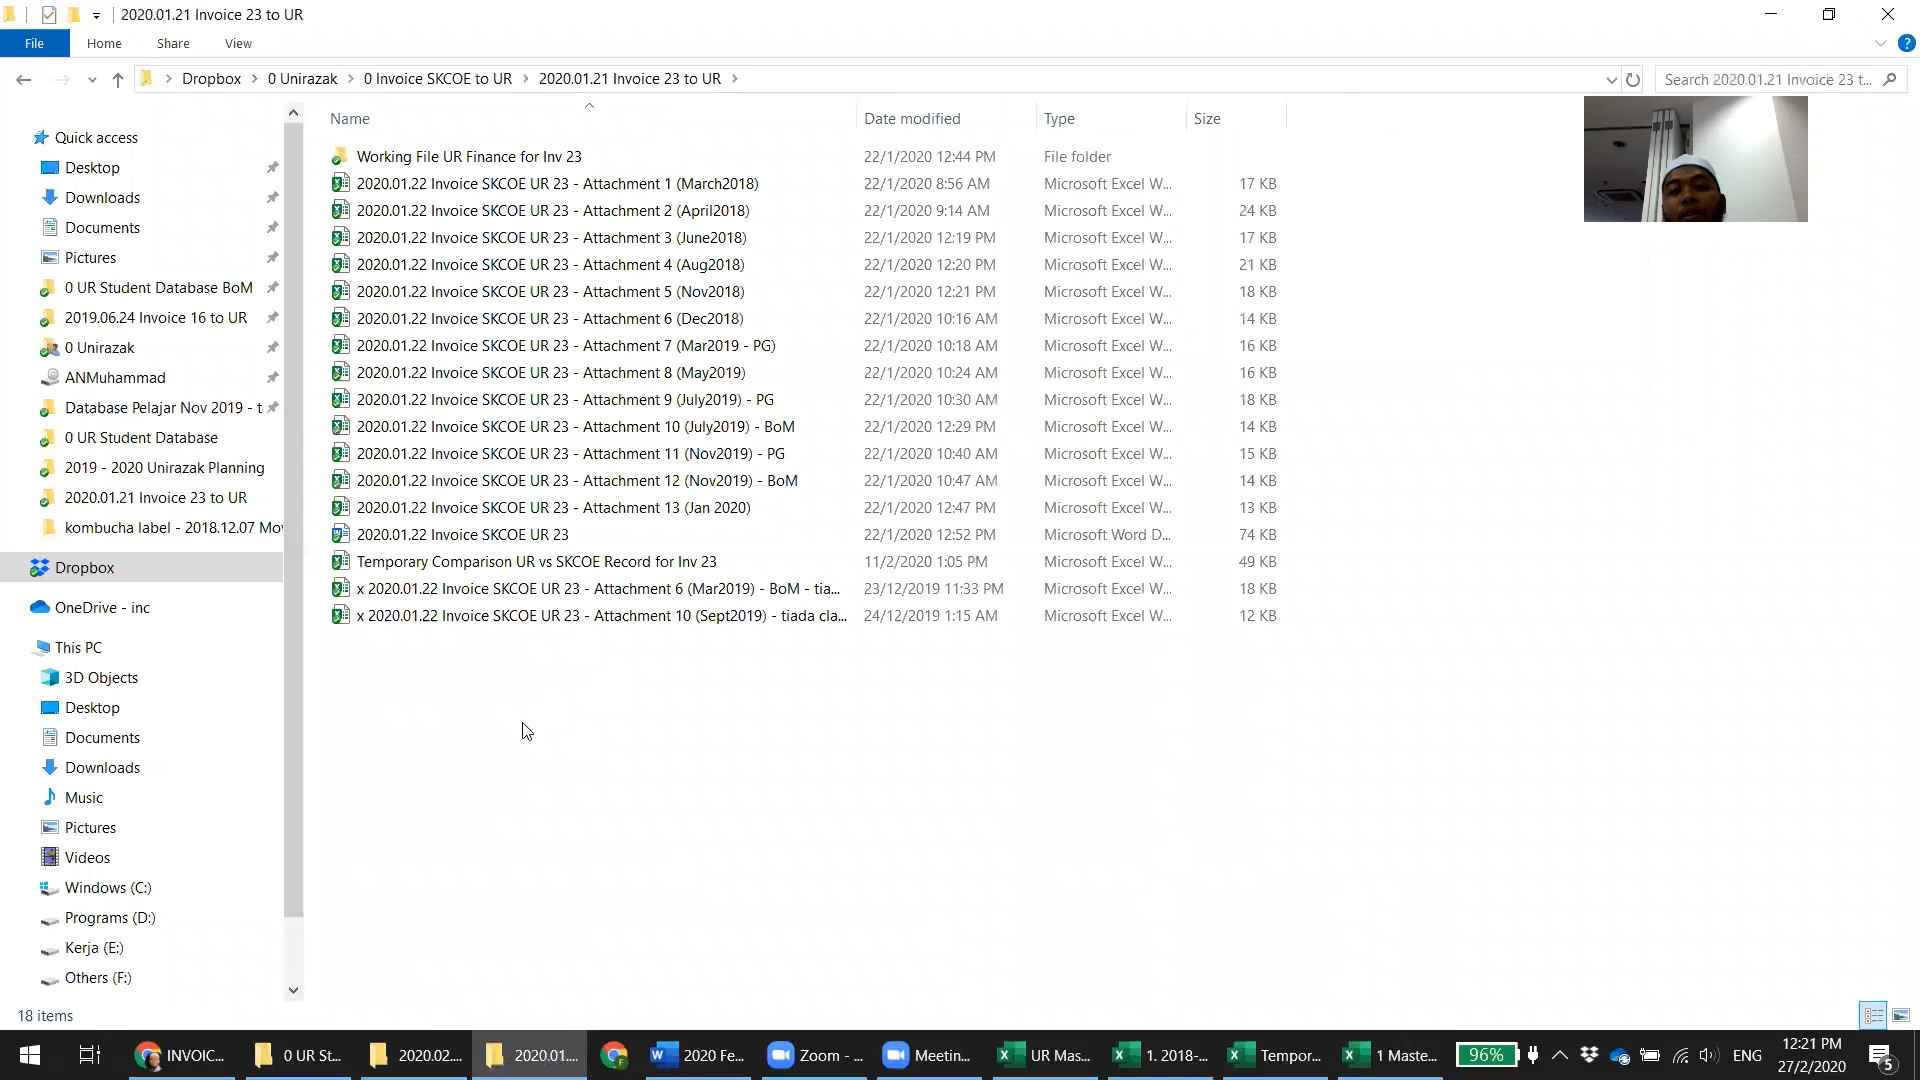 2020.01.21 Invoice 23 to UR
File Home Share View
Dropbox 0 Unirazak 0 Invoice SKCOE to UR 2020.01.21 Invoice 23 to UR
Search 2020.01.21 Invoice 23 t...
Name Date modified Type Size
Quick access
Desktop
Downloads
Documents
Pictures
0 UR Student Database BoM
2019.06.24 Invoice 16 to UR
0 Unirazak
ANMuhammad
Database Pelajar Nov 2019 - t
0 UR Student Database
2019 - 2020 Unirazak Planning
2020.01.21 Invoice 23 to UR
kombucha label - 2018.12.07 Mov
Dropbox
OneDrive - inc
This PC
3D Objects
Desktop
Documents
Downloads
Music
Pictures
Videos
Windows (C:)
Programs (D:)
Kerja (E:)
Others (F:)
Working File UR Finance for Inv 23 22/1/2020 12:44 PM File folder
2020.01.22 Invoice SKCOE UR 23 - Attachment 1 (March2018) 22/1/2020 8:56 AM Microsoft Excel W... 17 KB
2020.01.22 Invoice SKCOE UR 23 - Attachment 2 (April2018) 22/1/2020 9:14 AM Microsoft Excel W... 24 KB
2020.01.22 Invoice SKCOE UR 23 - Attachment 3 (June2018) 22/1/2020 12:19 PM Microsoft Excel W... 17 KB
2020.01.22 Invoice SKCOE UR 23 - Attachment 4 (Aug2018) 22/1/2020 12:20 PM Microsoft Excel W... 21 KB
2020.01.22 Invoice SKCOE UR 23 - Attachment 5 (Nov2018) 22/1/2020 12:21 PM Microsoft Excel W... 18 KB
2020.01.22 Invoice SKCOE UR 23 - Attachment 6 (Dec2018) 22/1/2020 10:16 AM Microsoft Excel W... 14 KB
2020.01.22 Invoice SKCOE UR 23 - Attachment 7 (Mar2019 - PG) 22/1/2020 10:18 AM Microsoft Excel W... 16 KB
2020.01.22 Invoice SKCOE UR 23 - Attachment 8 (May2019) 22/1/2020 10:24 AM Microsoft Excel W... 16 KB
2020.01.22 Invoice SKCOE UR 23 - Attachment 9 (July2019) - PG 22/1/2020 10:30 AM Microsoft Excel W... 18 KB
2020.01.22 Invoice SKCOE UR 23 - Attachment 10 (July2019) - BoM 22/1/2020 12:29 PM Microsoft Excel W... 14 KB
2020.01.22 Invoice SKCOE UR 23 - Attachment 11 (Nov2019) - PG 22/1/2020 10:40 AM Microsoft Excel W... 15 KB
2020.01.22 Invoice SKCOE UR 23 - Attachment 12 (Nov2019) - BoM 22/1/2020 10:47 AM Microsoft Excel W... 14 KB
2020.01.22 Invoice SKCOE UR 23 - Attachment 13 (Jan 2020) 22/1/2020 12:47 PM Microsoft Excel W... 13 KB
2020.01.22 Invoice SKCOE UR 23 22/1/2020 12:52 PM Microsoft Word D... 74 KB
Temporary Comparison UR vs SKCOE Record for Inv 23 11/2/2020 1:05 PM Microsoft Excel W... 49 KB
x 2020.01.22 Invoice SKCOE UR 23 - Attachment 6 (Mar2019) - BoM - tia... 23/12/2019 11:33 PM Microsoft Excel W... 18 KB
x 2020.01.22 Invoice SKCOE UR 23 - Attachment 10 (Sept2019) - tiada cla... 24/12/2019 1:15 AM Microsoft Excel W... 12 KB
18 items
INVOIC... 0 UR St... 2020.02.... 2020.01.... 2020 Fe... Zoom - ... Meetin... UR Mas... 1. 2018-... Tempor... 1 Maste... 96% ENG 12:21 PM
27/2/2020
5